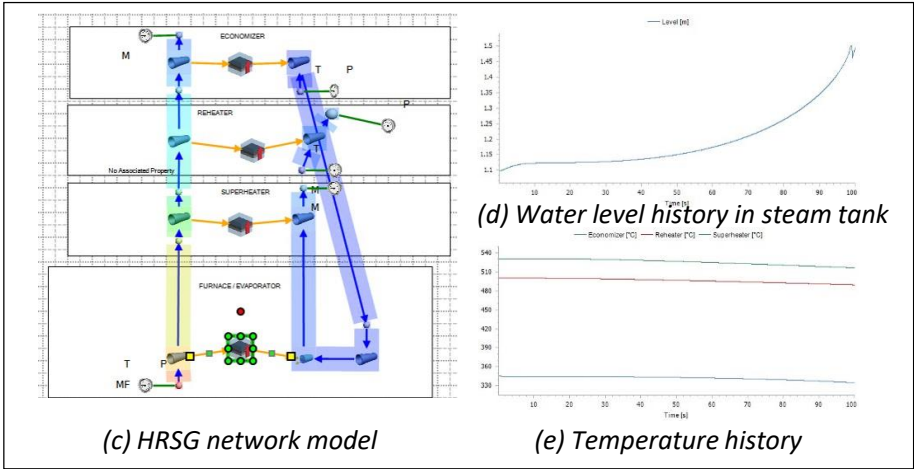 ECONOMIZER
M
T P
P
REHEATER
T
No Associated Property
SUPERHEATER
M
M
FURNACE / EVAPORATOR
T P
MF
(c) HRSG network model
Level [m]
1.5
1.45
1.4
1.35
1.3
1.25
1.2
1.15
1.1
10 20 30 40 50 60 70 80 90 100
Time [s]
(d) Water level history in steam tank
Economizer [°C] Reheater [°C] Superheater [°C]
540
510
480
450
420
390
360
330
10 20 30 40 50 60 70 80 90 100
Time [s]
(e) Temperature history